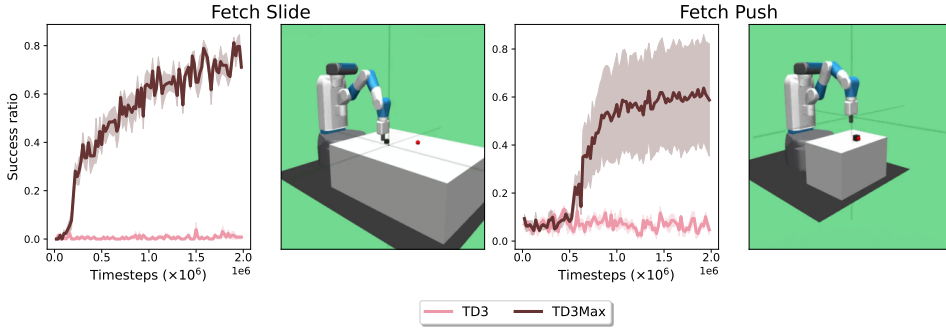 Fetch Slide
Fetch Push
Success ratio
0.8
0.6
0.4
0.2
0.0
0.0 0.5 1.0 1.5 2.0
1e6
Timesteps (×10⁶)
0.8
0.6
0.4
0.2
0.0
0.0 0.5 1.0 1.5 2.0
1e6
Timesteps (×10⁶)
TD3 TD3Max